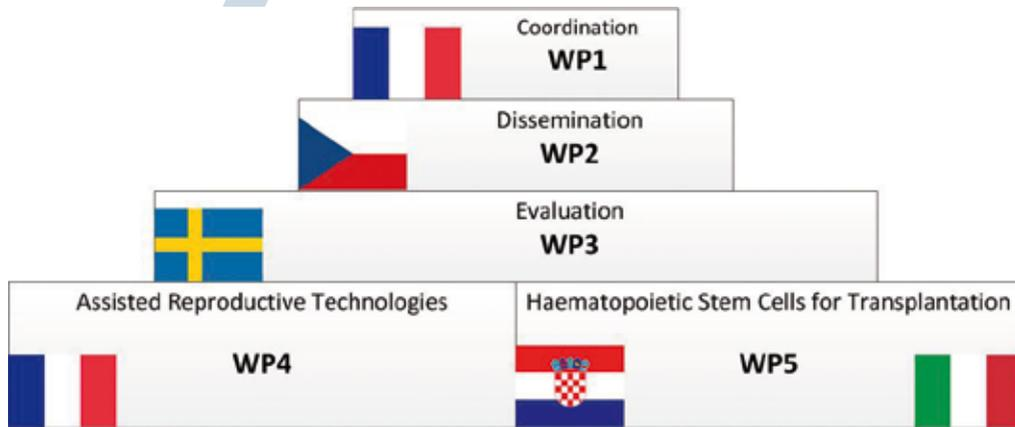 Coordination
WP1
Dissemination
WP2
Evaluation
WP3
Assisted Reproductive Technologies
WP4
Haematopoietic Stem Cells for Transplantation
WP5